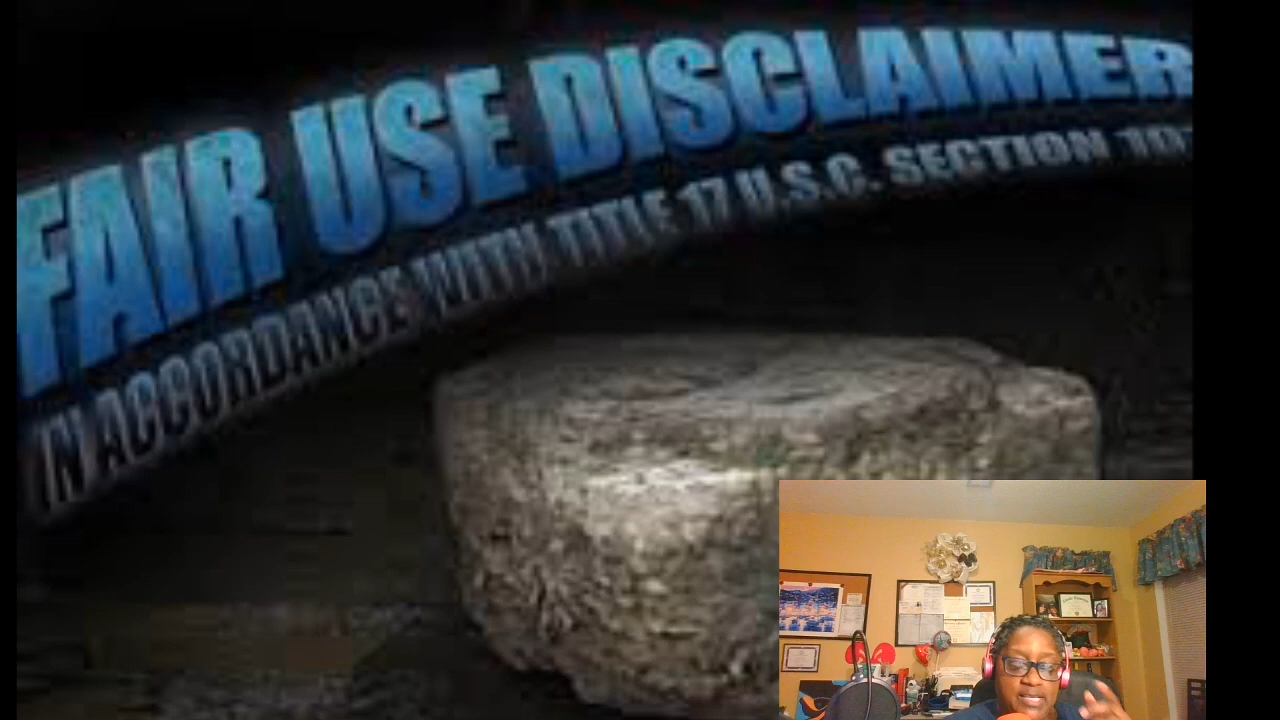 FAIR USE DISCLAIMER
IN ACCORDANCE WITH TITLE 17 U.S.C. SECTION